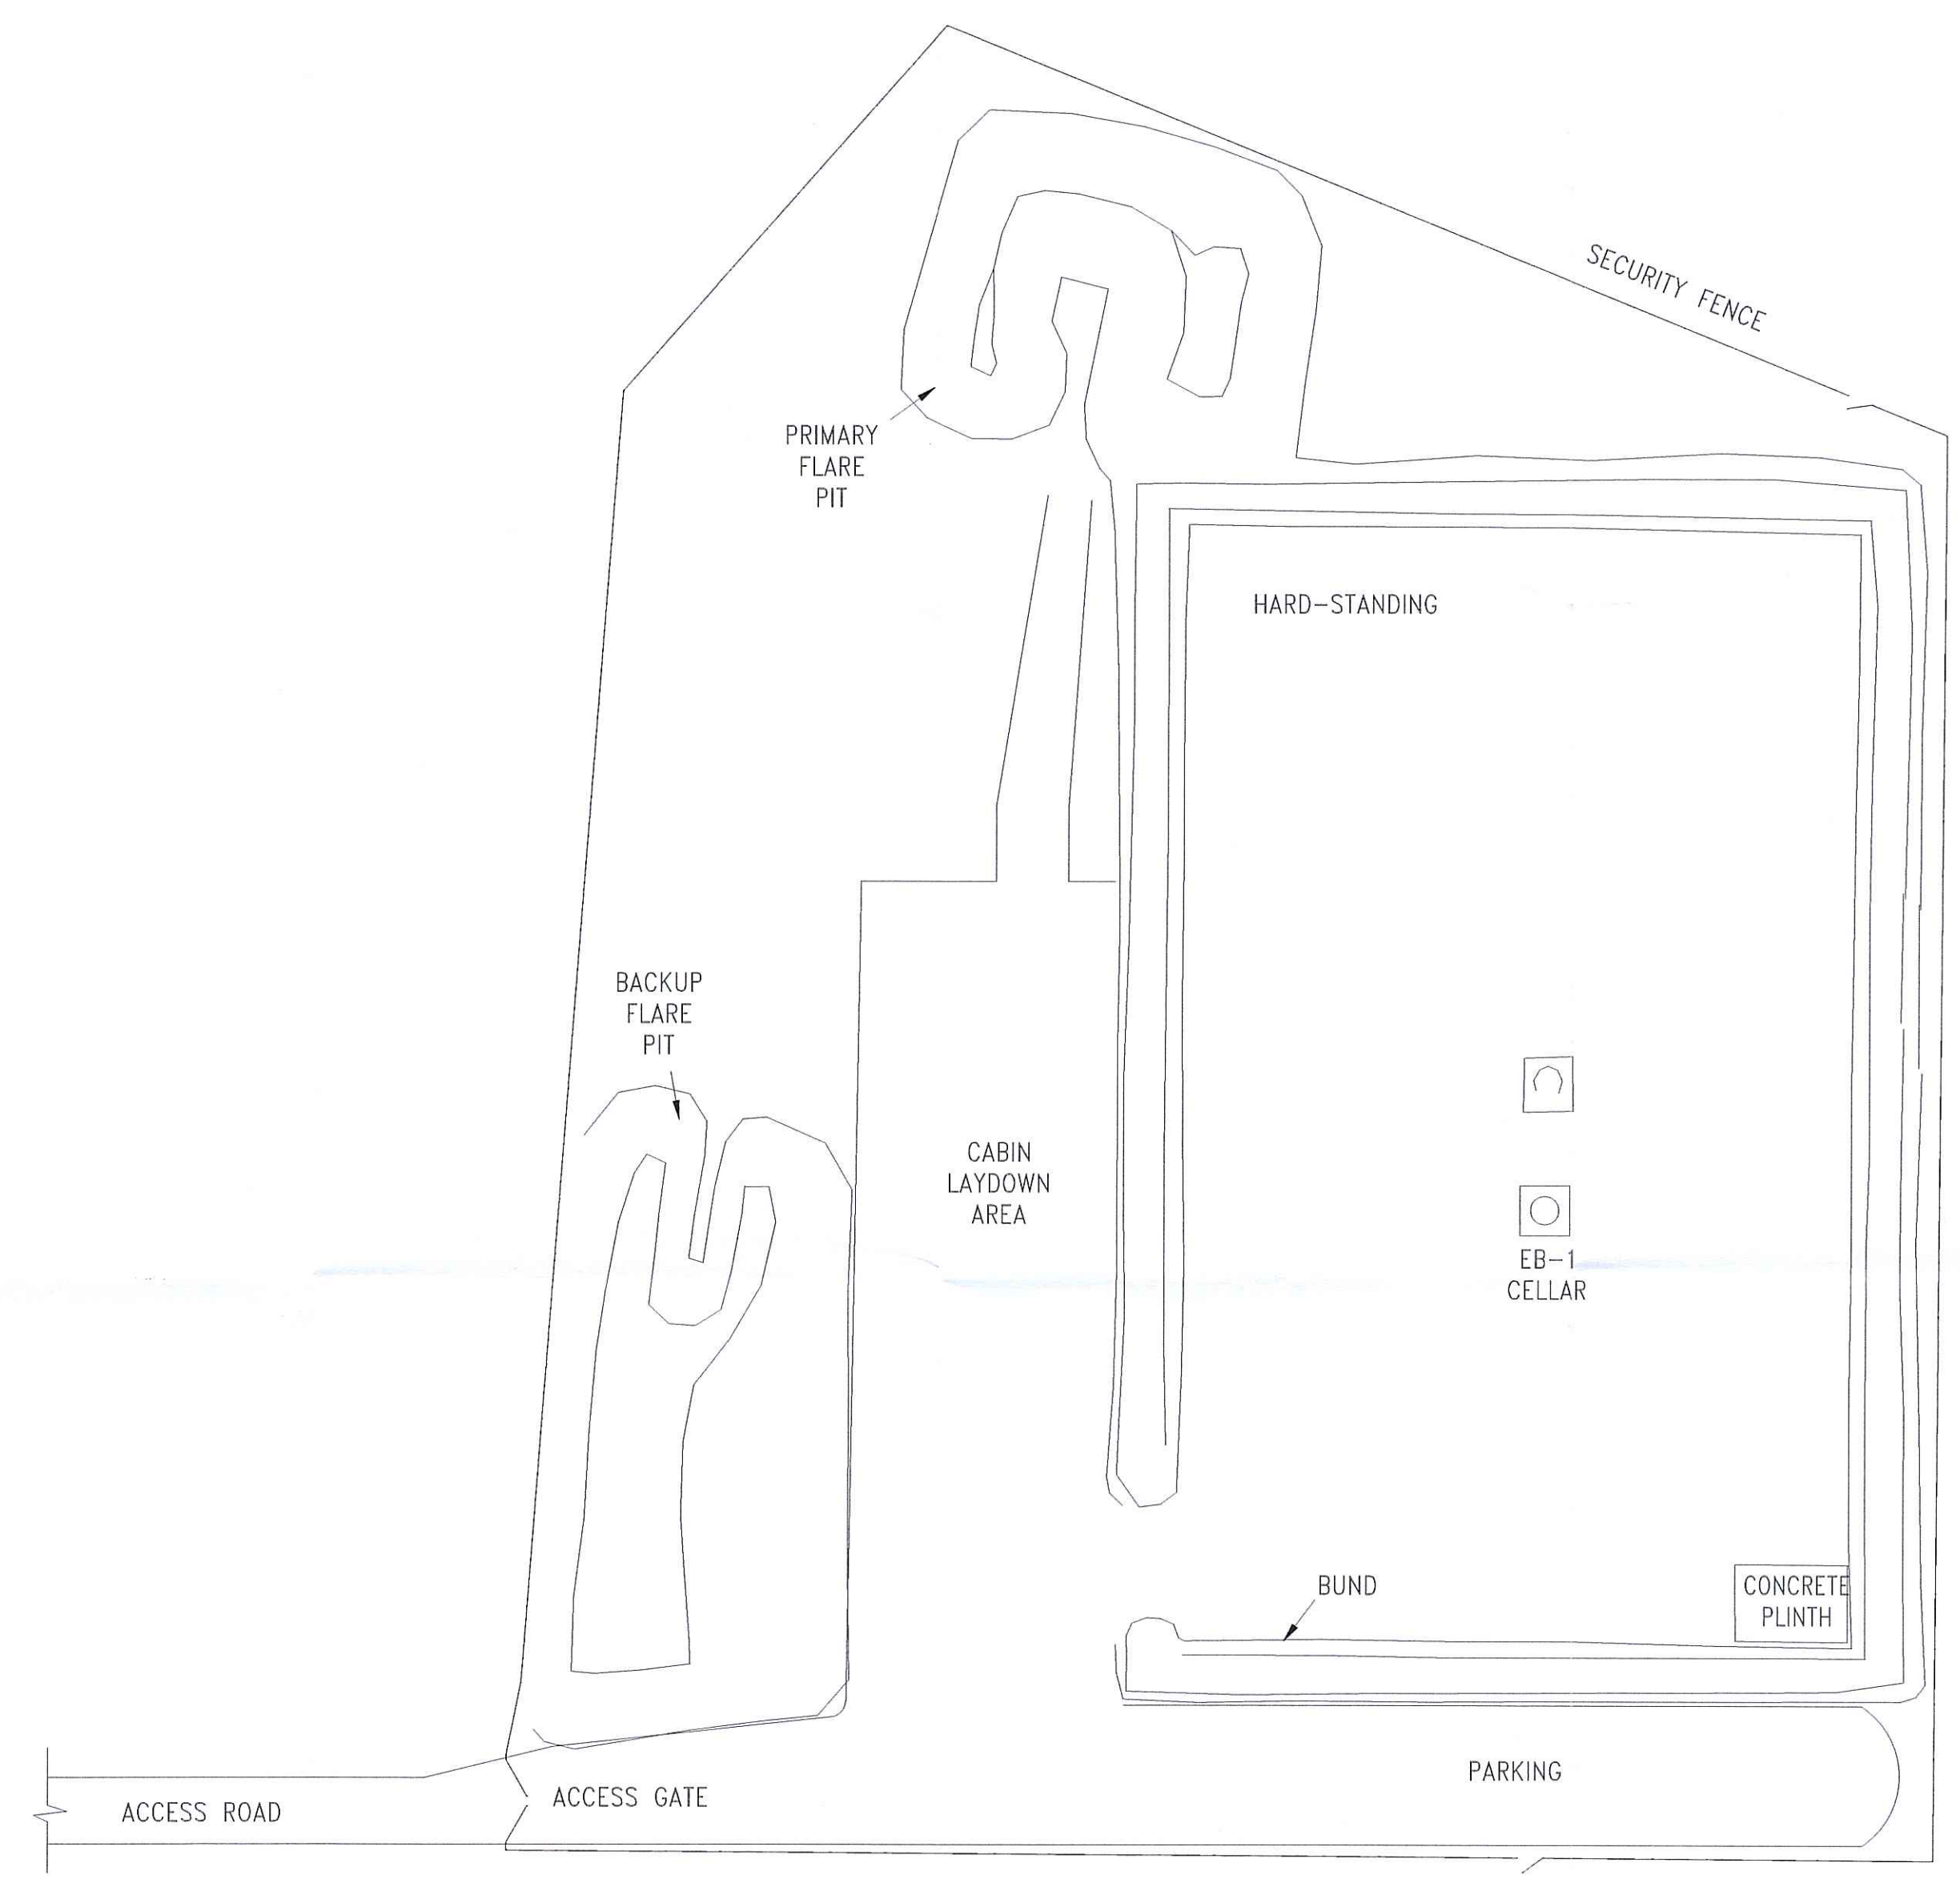 SECURITY FENCE
PRIMARY
FLARE
PIT
HARD-STANDING
BACKUP
FLARE
PIT
CABIN
LAYDOWN
AREA
EB-1
CELLAR
BUND
CONCRETE
PLINTH
PARKING
ACCESS GATE
ACCESS ROAD